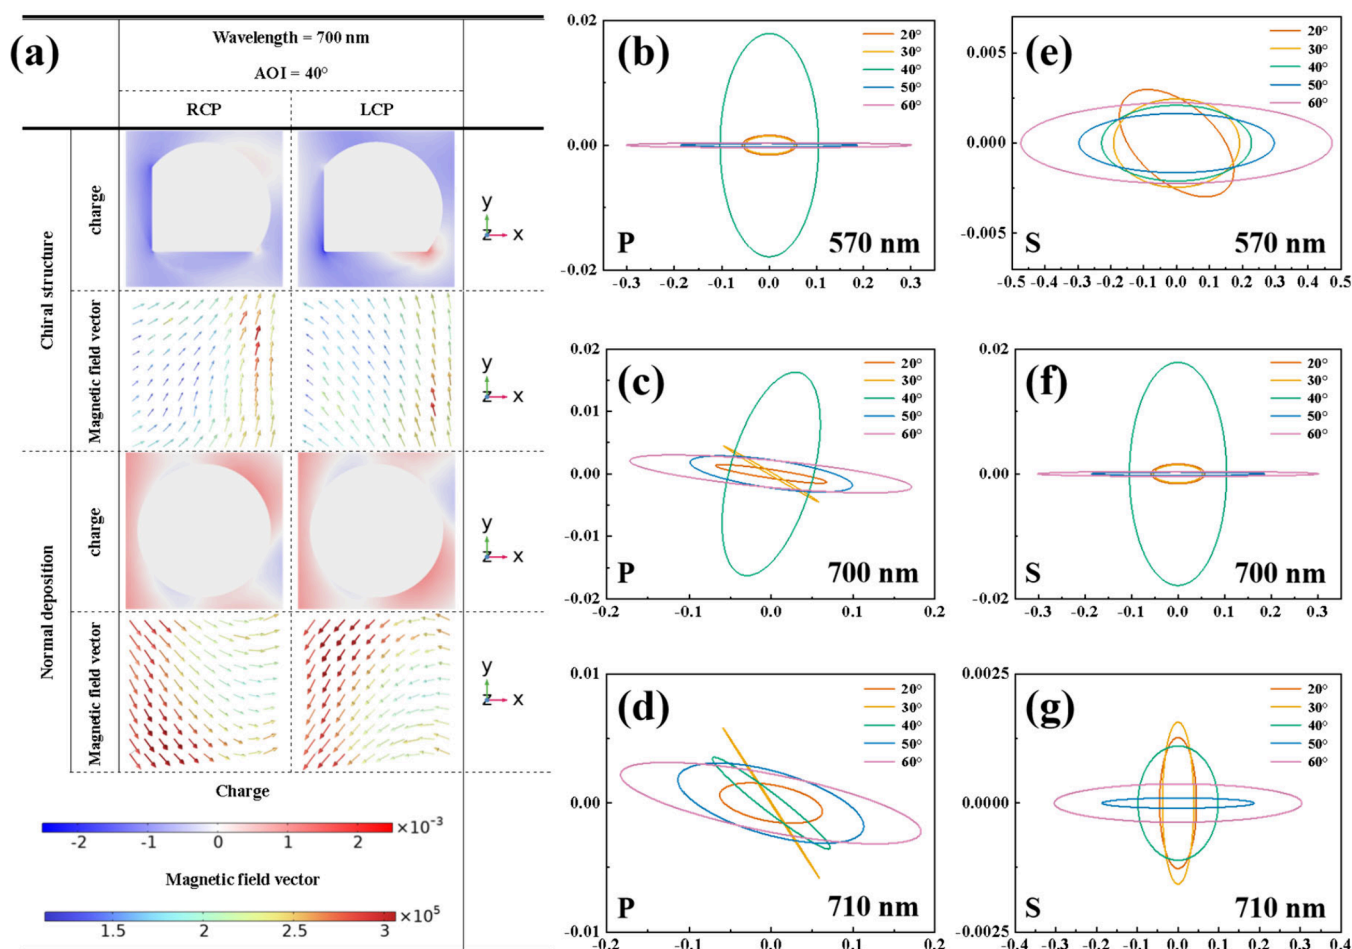 (a)
Wavelength = 700 nm
AOI = 40°
RCP
LCP
Chiral structure
charge
y
z
x
Magnetic field vector
y
z
x
Normal deposition
charge
y
z
x
Magnetic field vector
y
z
x
Charge
-2 -1 0 1 2 ×10⁻³
Magnetic field vector
1.5 2 2.5 3 ×10⁵
(b)
0.02
0.00
-0.02
-0.3 -0.2 -0.1 0.0 0.1 0.2 0.3
20°
30°
40°
50°
60°
P 570 nm
(e)
0.005
0.000
-0.005
-0.5 -0.4 -0.3 -0.2 -0.1 0.0 0.1 0.2 0.3 0.4 0.5
20°
30°
40°
50°
60°
S 570 nm
(c)
0.02
0.01
0.00
-0.01
-0.02
-0.2 -0.1 0.0 0.1 0.2
20°
30°
40°
50°
60°
P 700 nm
(f)
0.02
0.00
-0.02
-0.3 -0.2 -0.1 0.0 0.1 0.2 0.3
20°
30°
40°
50°
60°
S 700 nm
(d)
0.01
0.00
-0.01
-0.2 -0.1 0.0 0.1 0.2
20°
30°
40°
50°
60°
P 710 nm
(g)
0.0025
0.0000
-0.0025
-0.4 -0.3 -0.2 -0.1 0.0 0.1 0.2 0.3 0.4
20°
30°
40°
50°
60°
S 710 nm